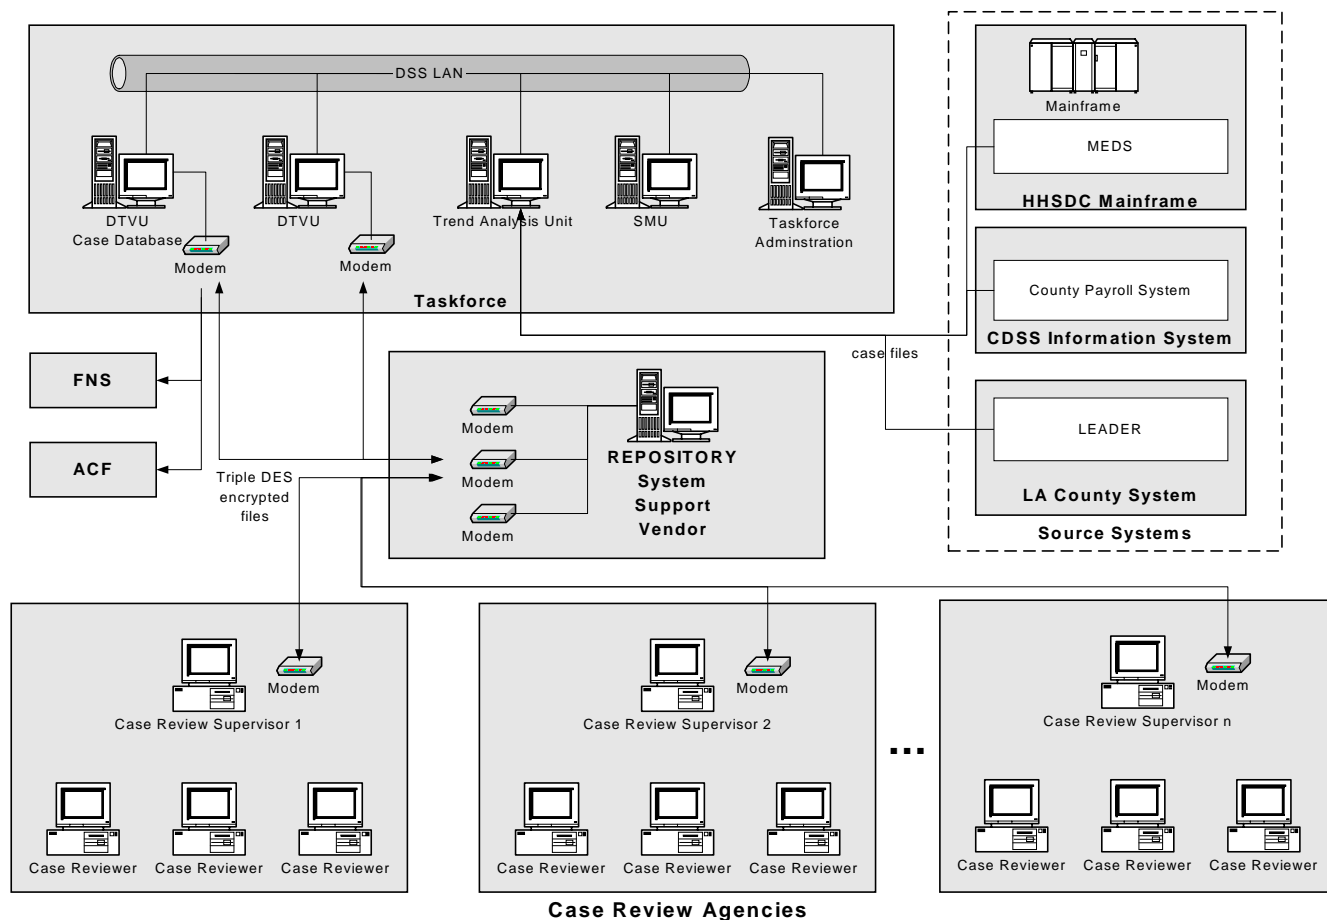 DSS LAN
DTVU
Case Database
Modem
DTVU
Modem
Trend Analysis Unit
SMU
Taskforce
Adminstration
Taskforce
Mainframe
MEDS
HHSDC Mainframe
County Payroll System
CDSS Information System
LEADER
LA County System
Source Systems
case files
FNS
ACF
Triple DES
encrypted
files
Modem
Modem
Modem
REPOSITORY
System
Support
Vendor
Modem
Case Review Supervisor 1
Case Reviewer
Case Reviewer
Case Reviewer
Modem
Case Review Supervisor 2
Case Reviewer
Case Reviewer
Case Reviewer
...
Modem
Case Review Supervisor n
Case Reviewer
Case Reviewer
Case Reviewer
Case Review Agencies